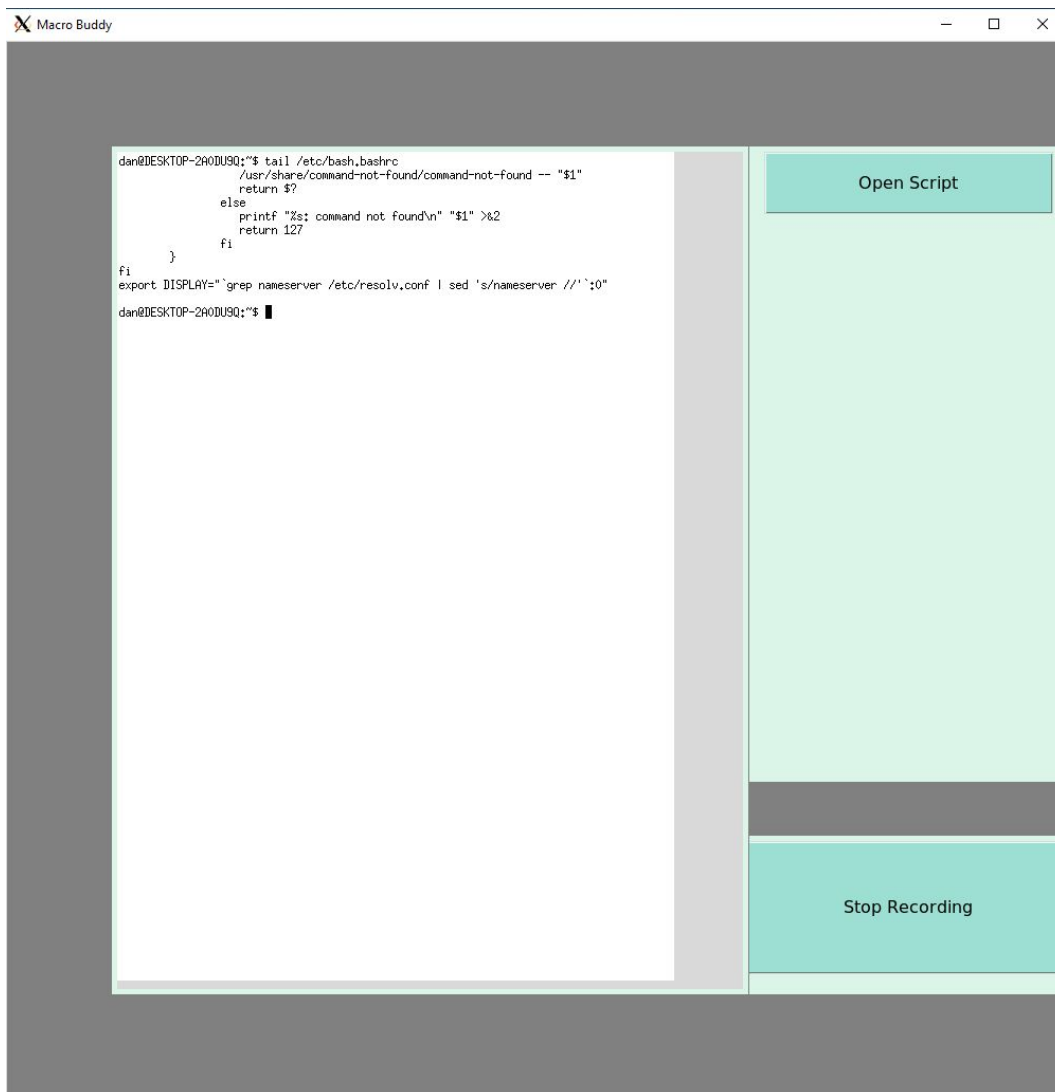 Macro Buddy
dan@DESKTOP-2A0DU9Q:~$ tail /etc/bash.bashrc
/usr/share/command-not-found/command-not-found -- "$1"
return $?
else
printf "%s: command not found\n" "$1" >&2
return 127
fi
}
fi
export DISPLAY="`grep nameserver /etc/resolv.conf | sed 's/nameserver //'`:0"
dan@DESKTOP-2A0DU9Q:~$
Open Script
Stop Recording